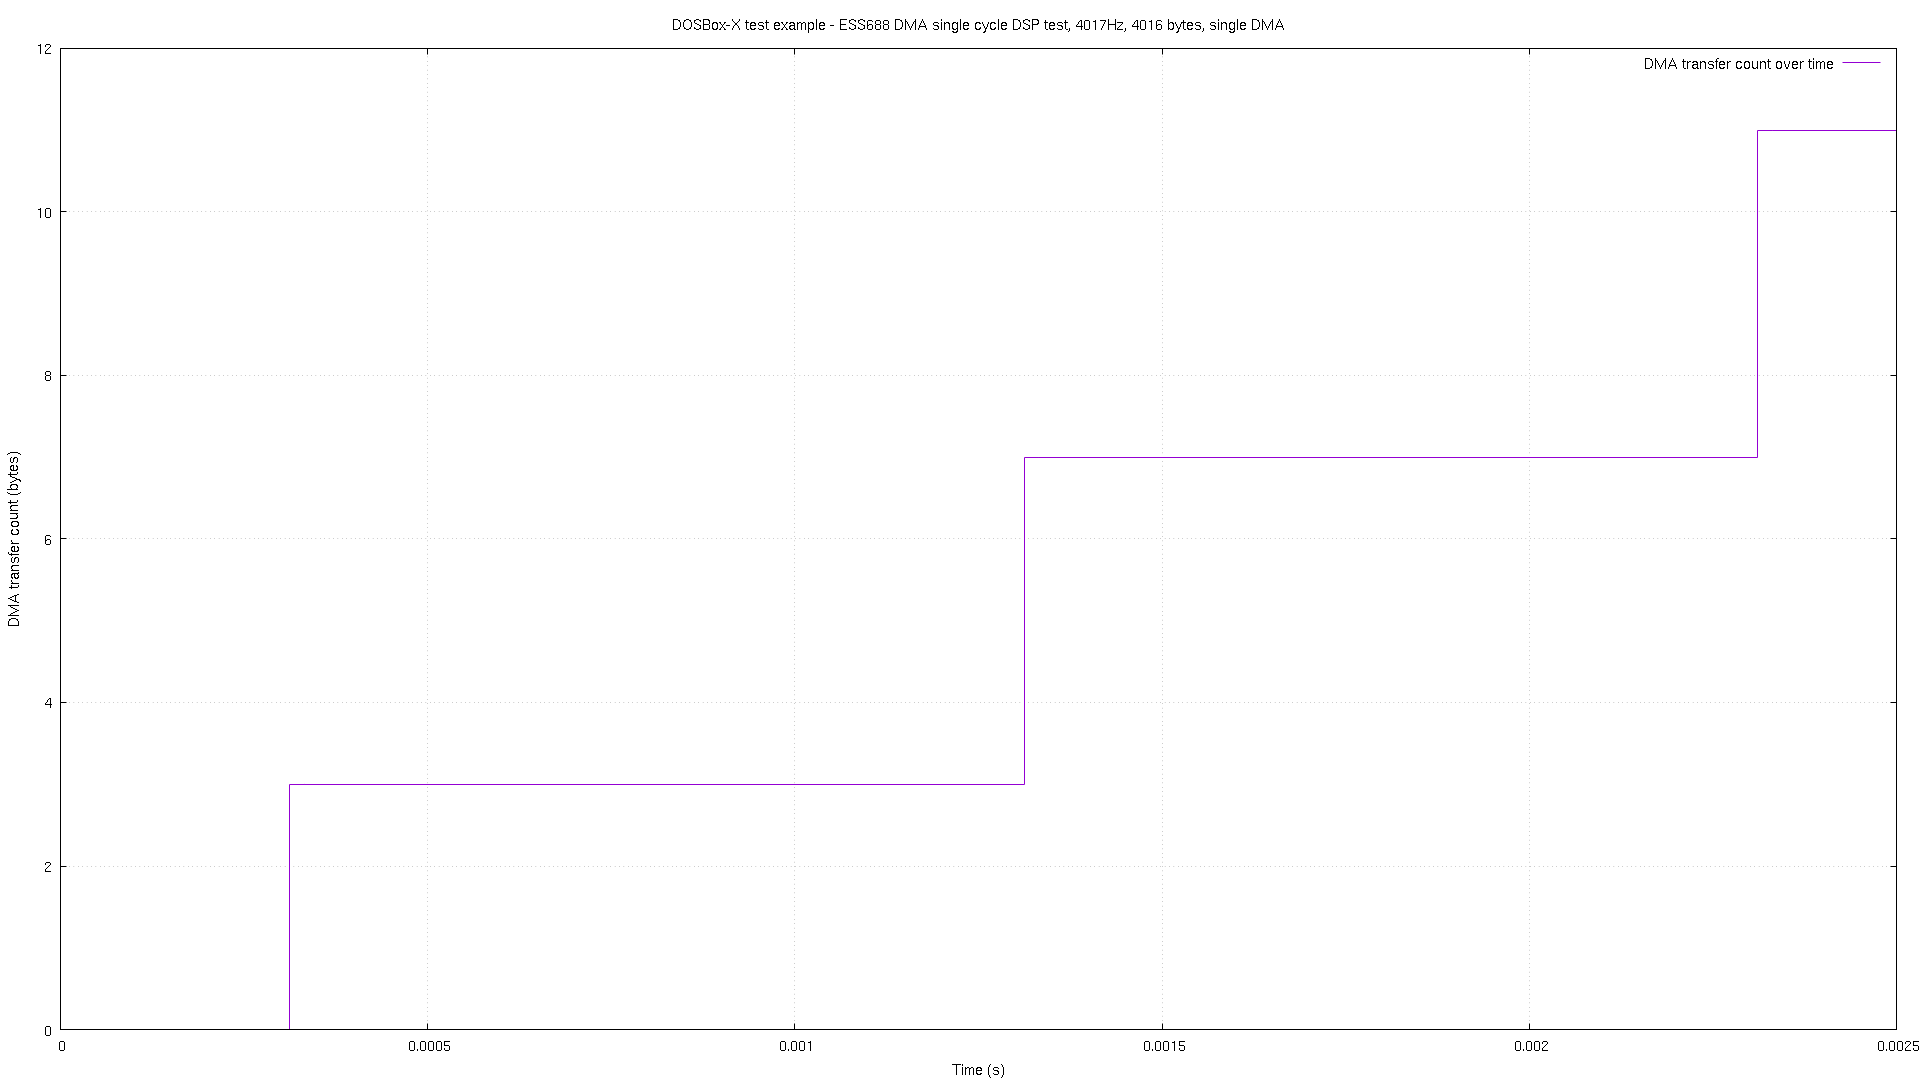 DOSBox-X test example - ESS688 DMA single cycle DSP test, 4017Hz, 4016 bytes, single DMA
DMA transfer count over time
12
10
8
6
4
2
0
DMA transfer count (bytes)
0 0.0005 0.001 0.0015 0.002 0.0025
Time (s)